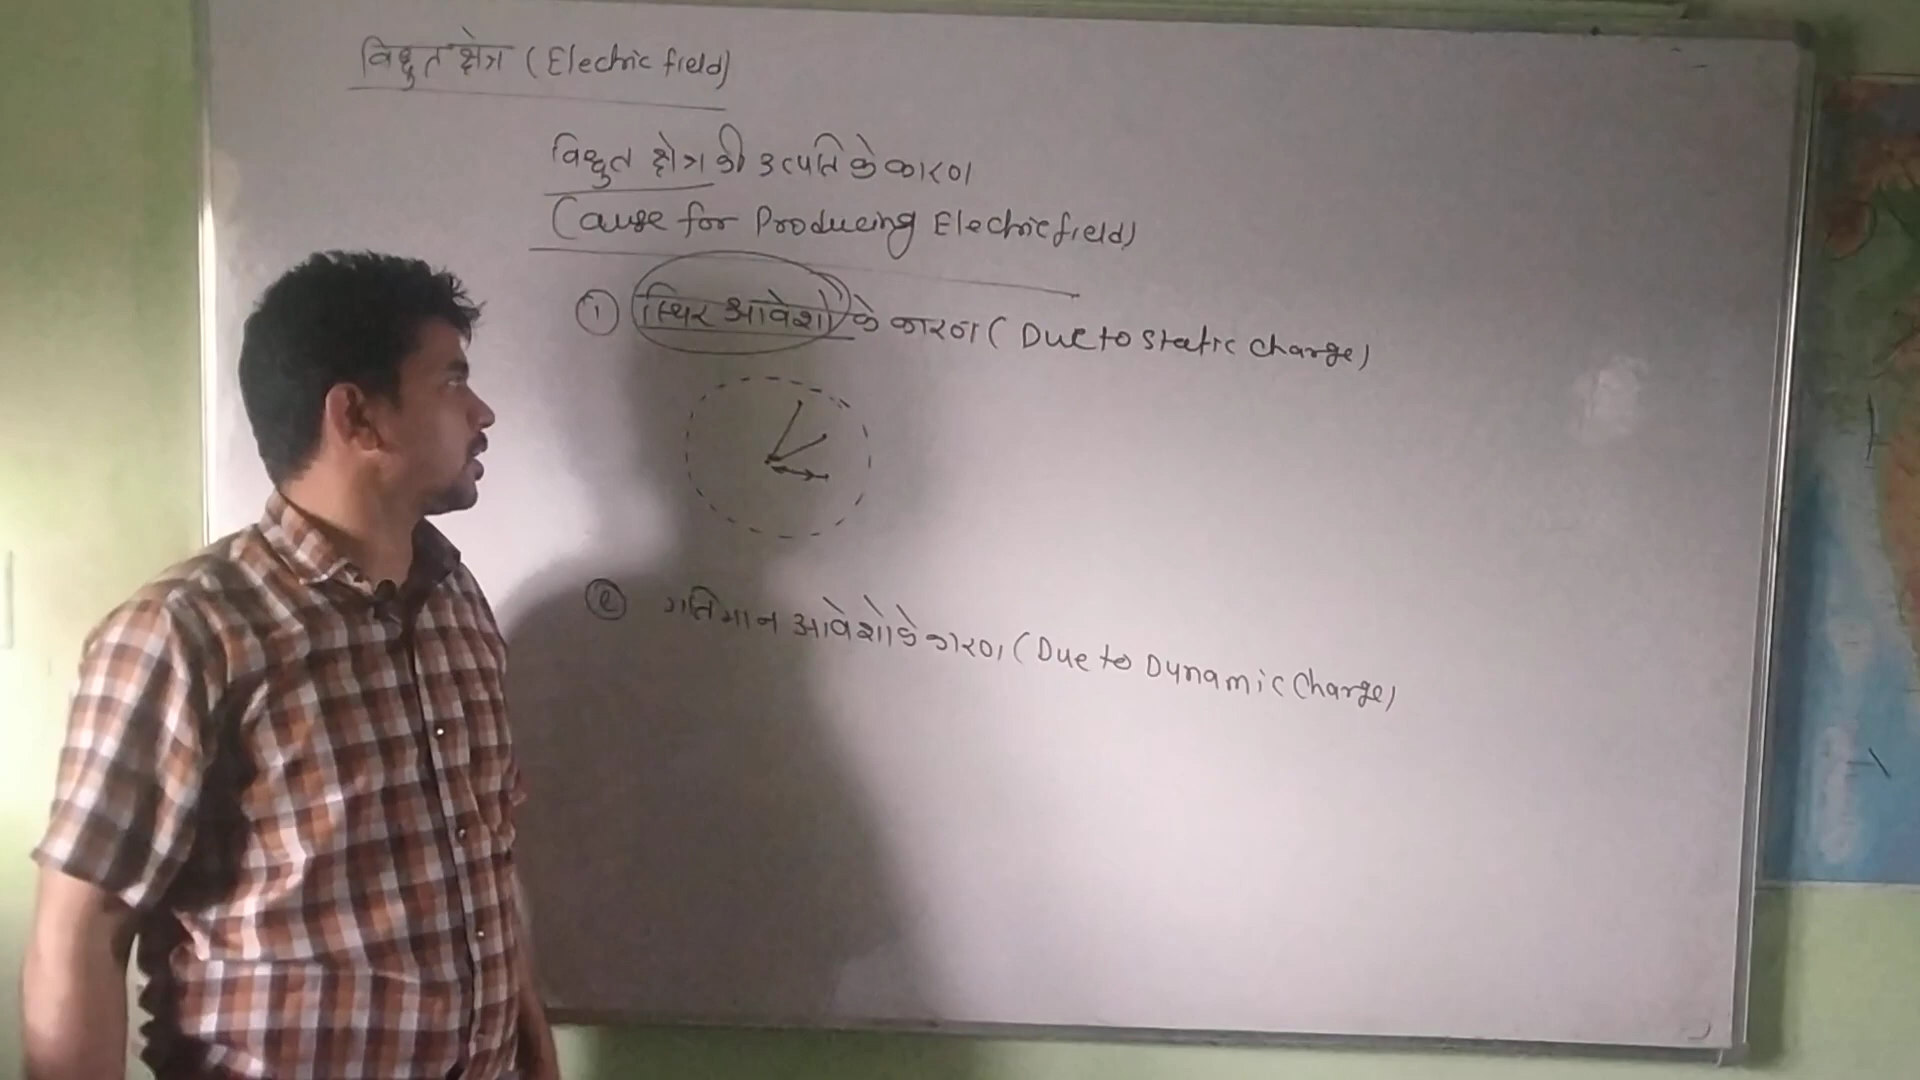 विधुत क्षेत्र (Electric field)
विधुत क्षेत्र की उत्पति के कारण
(Cause for Producing Electric field)
① स्थिर आवेशो के कारण (Due to Static Charge)
② गतिमान आवेशो के कारण (Due to Dynamic Charge)